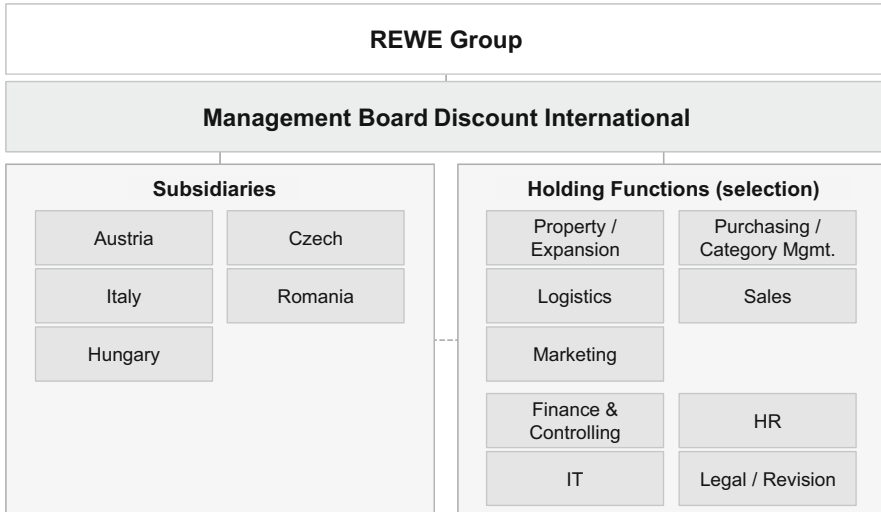 REWE Group
Management Board Discount International
Subsidiaries
Austria
Czech
Italy
Romania
Hungary
Holding Functions (selection)
Property /
Expansion
Purchasing /
Category Mgmt.
Logistics
Sales
Marketing
Finance &
Controlling
HR
IT
Legal / Revision